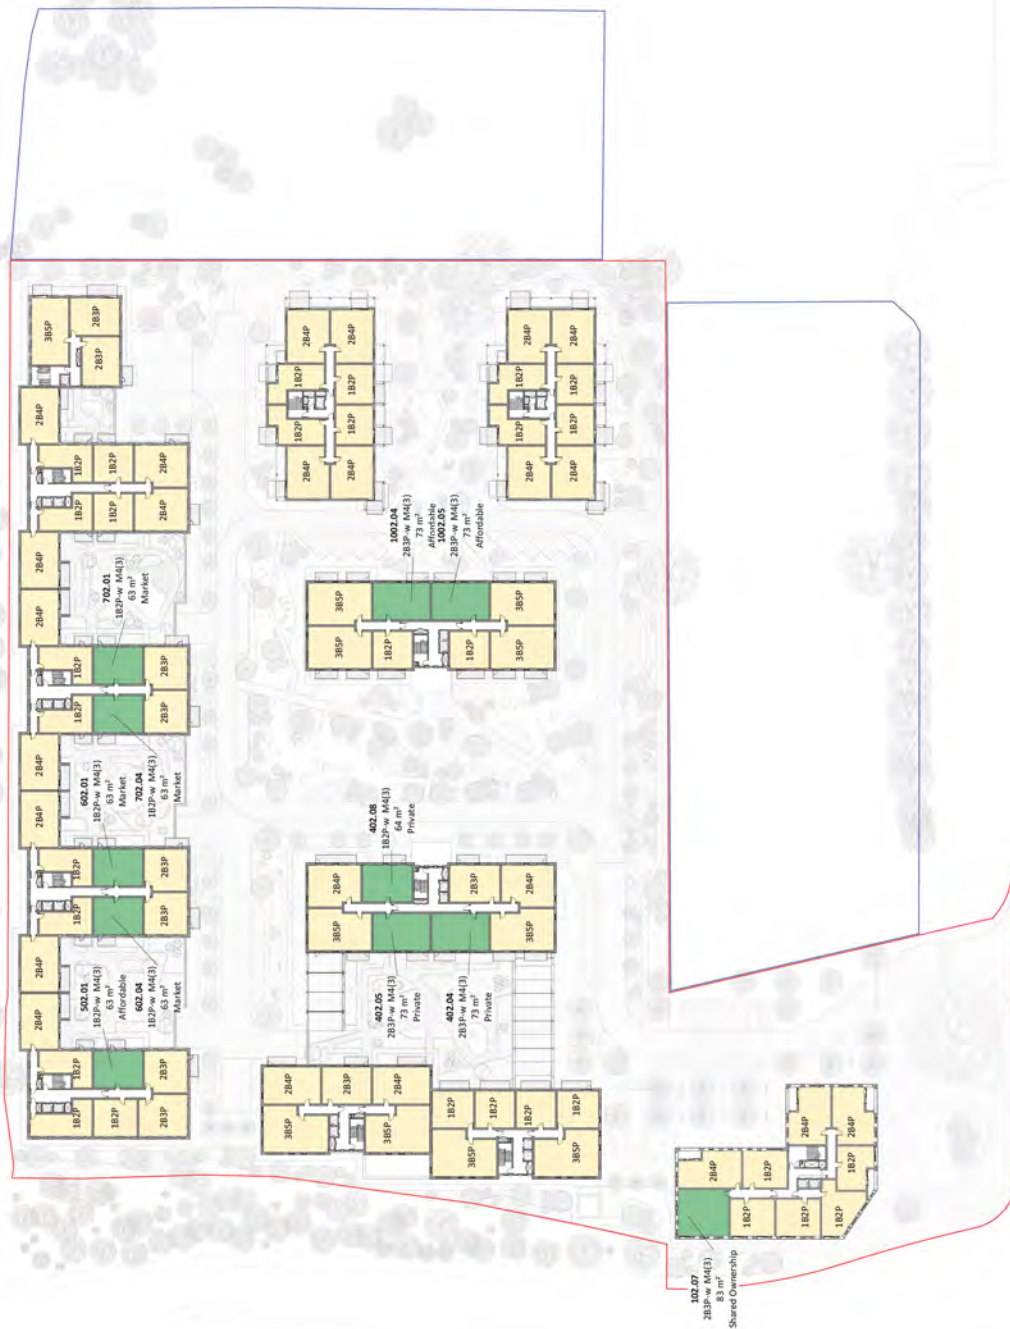 2B4P
2B4P
2B4P
2B4P
2B4P
2B4P
2B4P
3B5P
1B2P
1B2P
1B2P
1B2P
1B2P
1B2P
1B2P
1B2P
2B3P
2B3P
502.01
1B2P-w M4(3)
63 m²
Affordable
602.01
1B2P-w M4(3)
63 m²
Market
702.01
1B2P-w M4(3)
63 m²
Market
1B2P
1B2P
1B2P
602.04
1B2P-w M4(3)
63 m²
Market
702.04
1B2P-w M4(3)
63 m²
Market
2B3P
2B3P
2B3P
2B3P
2B3P
2B3P
2B4P
2B4P
3B5P
2B4P
2B3P
3B5P
2B4P
1B2P
1B2P
1B2P
1B2P
3B5P
3B5P
3B5P
2B4P
402.08
1B2P-w M4(3)
64 m²
Private
402.05
2B3P-w M4(3)
73 m²
Private
402.04
2B3P-w M4(3)
73 m²
Private
2B3P
3B5P
2B4P
3B5P
3B5P
1B2P
1002.04
2B3P-w M4(3)
73 m²
Affordable
1002.05
2B3P-w M4(3)
73 m²
Affordable
1B2P
3B5P
3B5P
1B2P
1B2P
2B4P
2B4P
2B4P
1B2P
1B2P
2B4P
1B2P
1B2P
2B4P
2B4P
2B4P
1B2P
1B2P
2B4P
102.07
2B3P-w M4(3)
83 m²
Shared Ownership
2B4P
1B2P
1B2P
1B2P
1B2P
1B2P
2B4P
2B4P